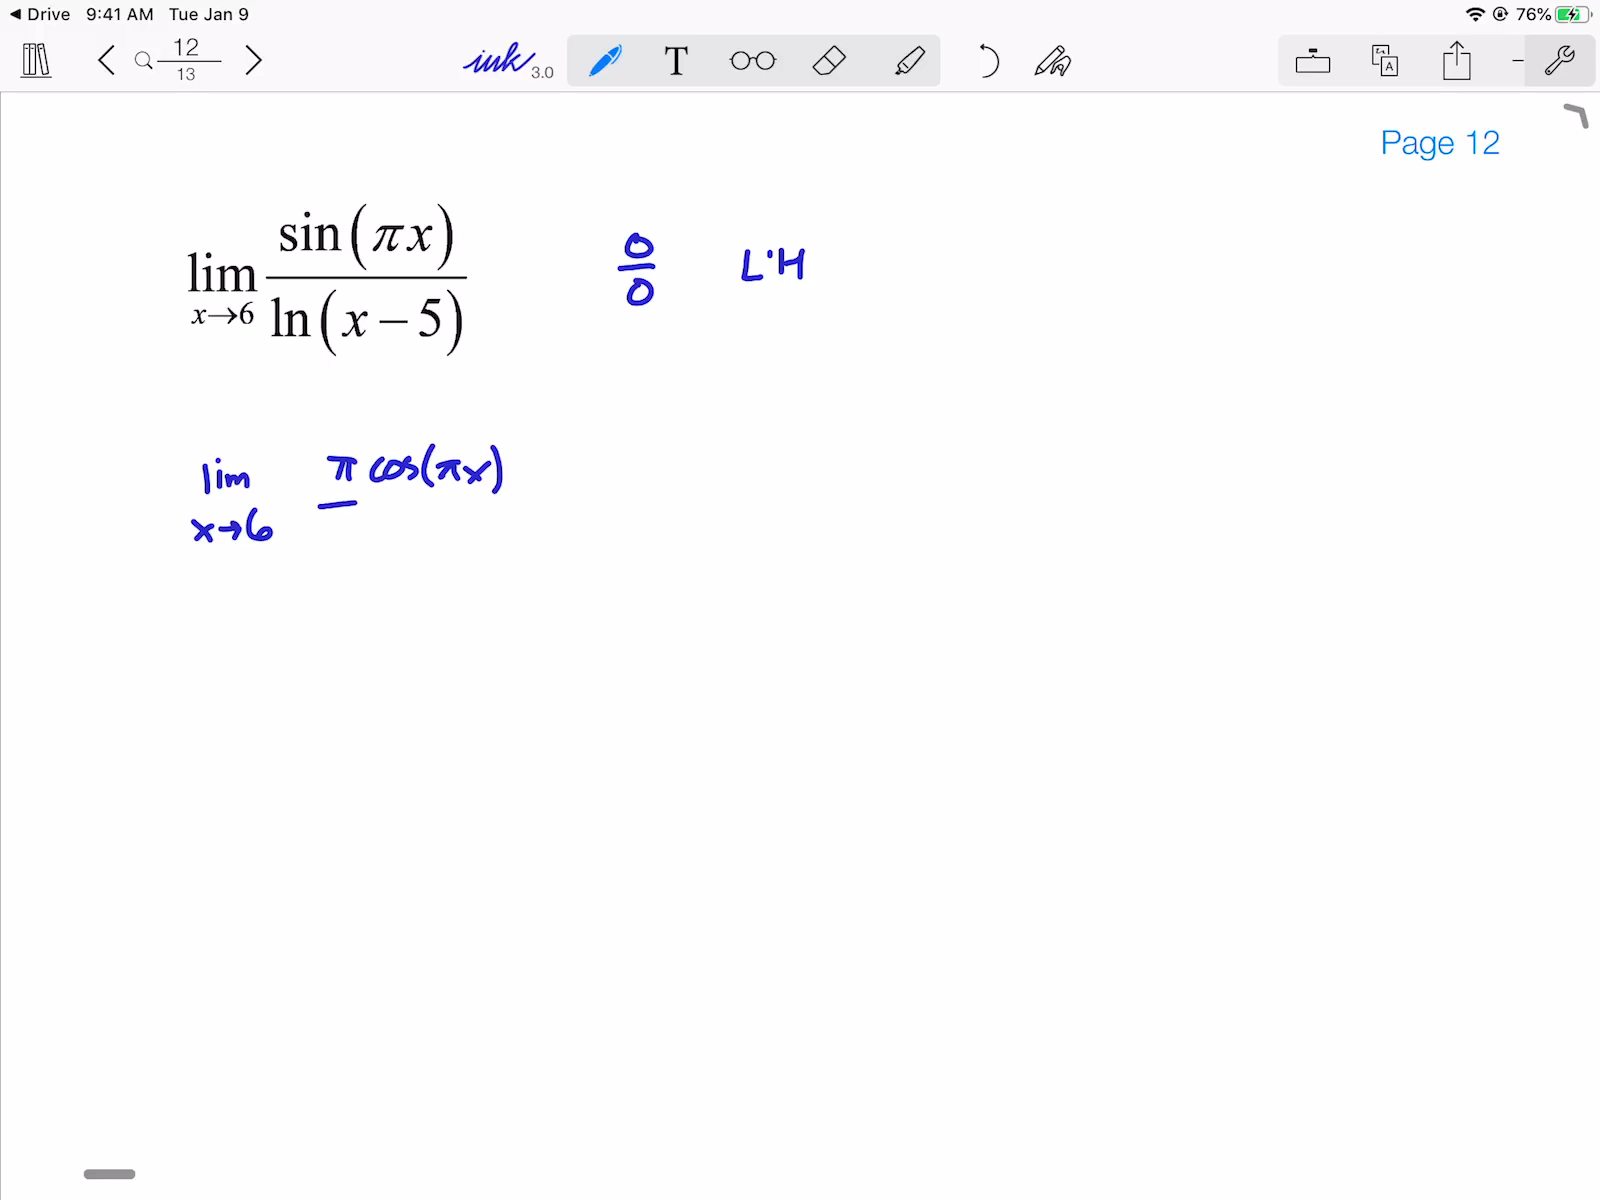 Drive 9:41 AM Tue Jan 9 76%
12
13
ink 3.0 T A
Page 12
lim x→6 sin(πx) / ln(x − 5)
0/0 L'H
lim x→6 π cos(πx)